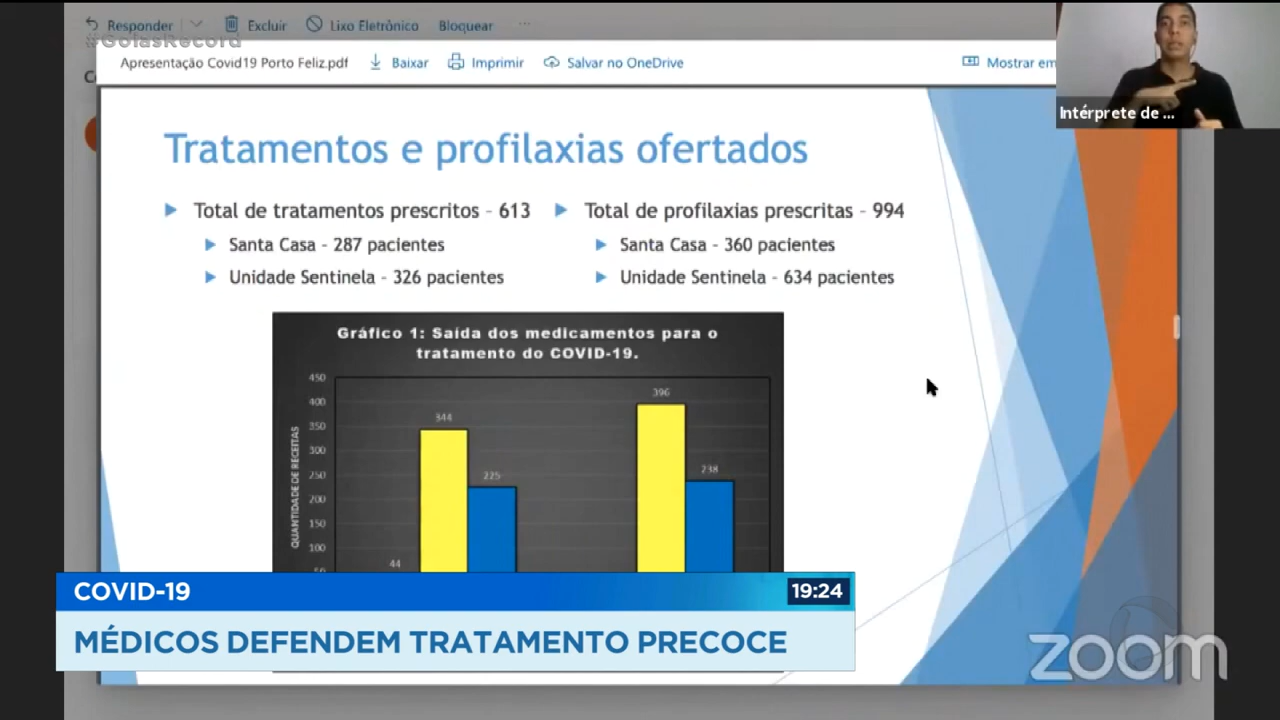 Responder
Excluir
Lixo Eletrônico
Bloquear
...
#GoiasRecord
Apresentação Covid19 Porto Feliz.pdf
Baixar
Imprimir
Salvar no OneDrive
Mostrar em
Intérprete de ...
Tratamentos e profilaxias ofertados
Total de tratamentos prescritos - 613
Santa Casa - 287 pacientes
Unidade Sentinela - 326 pacientes
Total de profilaxias prescritas - 994
Santa Casa - 360 pacientes
Unidade Sentinela - 634 pacientes
Gráfico 1: Saída dos medicamentos para o
tratamento do COVID-19.
QUANTIDADE DE RECEITAS
450
400
350
300
250
200
150
100
50
44
344
225
396
238
COVID-19
19:24
MÉDICOS DEFENDEM TRATAMENTO PRECOCE
zoom